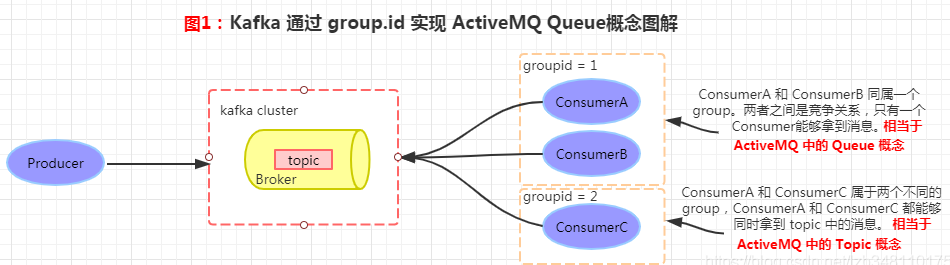 图1：Kafka 通过 group.id 实现 ActiveMQ Queue概念图解
groupid = 1
kafka cluster
ConsumerA
ConsumerA 和 ConsumerB 同属一个
group。两者之间是竞争关系，只有一个
Consumer能够拿到消息。相当于
ActiveMQ 中的 Queue 概念
Producer
topic
Broker
ConsumerB
groupid = 2
ConsumerC
ConsumerA 和 ConsumerC 属于两个不同的
group，ConsumerA 和 ConsumerC 都能够
同时拿到 topic 中的消息。 相当于
ActiveMQ 中的 Topic 概念